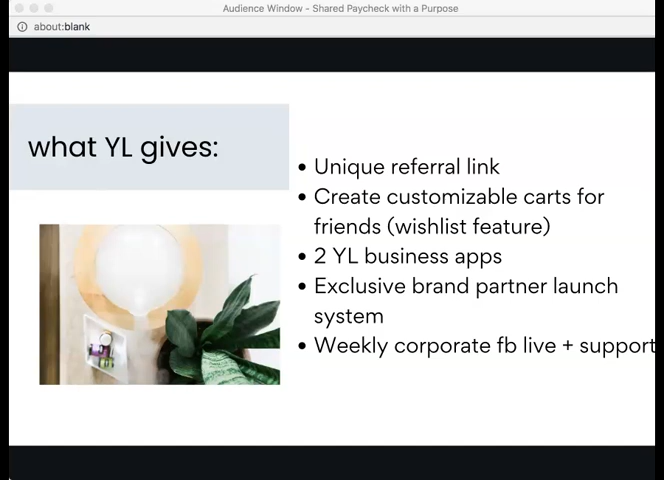 Audience Window - Shared Paycheck with a Purpose
about:blank
what YL gives:
• Unique referral link
• Create customizable carts for
friends (wishlist feature)
• 2 YL business apps
• Exclusive brand partner launch
system
• Weekly corporate fb live + support